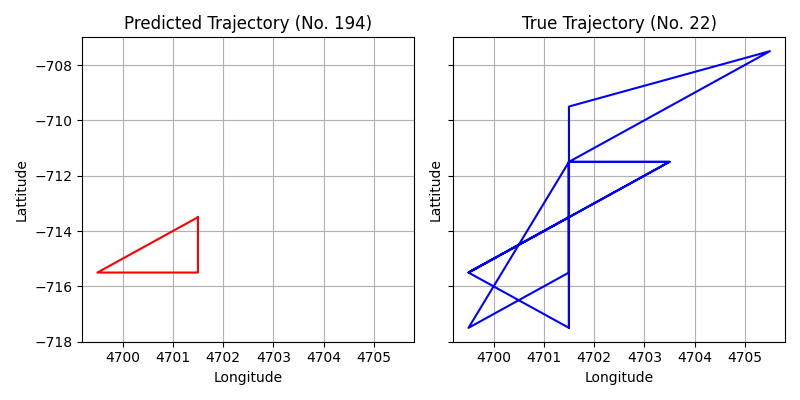 Predicted Trajectory (No. 194)
Lattitude
−708
−710
−712
−714
−716
−718
4700 4701 4702 4703 4704 4705
Longitude
True Trajectory (No. 22)
Lattitude
4700 4701 4702 4703 4704 4705
Longitude